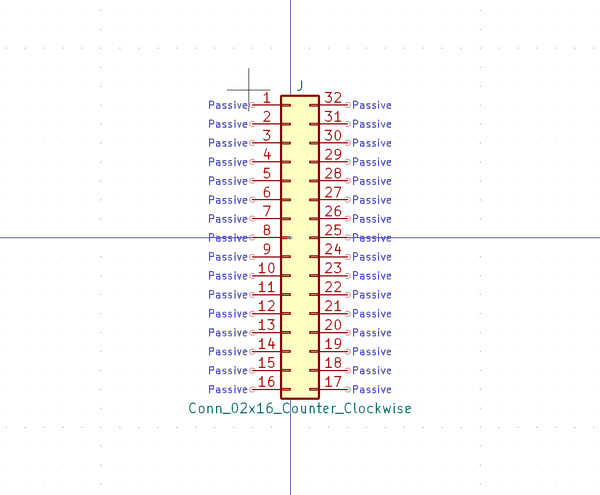 J
Passive 1 32 Passive
Passive 2 31 Passive
Passive 3 30 Passive
Passive 4 29 Passive
Passive 5 28 Passive
Passive 6 27 Passive
Passive 7 26 Passive
Passive 8 25 Passive
Passive 9 24 Passive
Passive 10 23 Passive
Passive 11 22 Passive
Passive 12 21 Passive
Passive 13 20 Passive
Passive 14 19 Passive
Passive 15 18 Passive
Passive 16 17 Passive
Conn_02x16_Counter_Clockwise